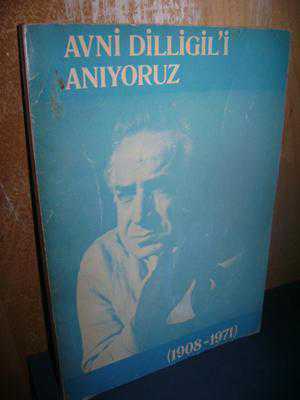 AVNİ DİLLİGİL'İ
ANIYORUZ
(1908-1971)